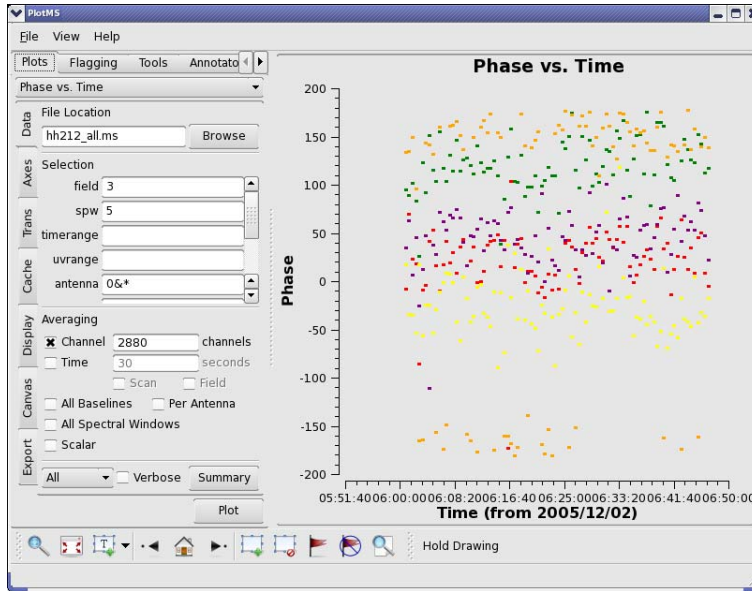 PlotMS
File View Help
Plots Flagging Tools Annotato
Phase vs. Time
Data
Axes
Trans
Cache
Display
Canvas
Export
File Location
hh212_all.ms Browse
Selection
field 3
spw 5
timerange
uvrange
antenna 0&*
Averaging
Channel 2880 channels
Time 30 seconds
Scan Field
All Baselines Per Antenna
All Spectral Windows
Scalar
All Verbose Summary
Plot
Phase vs. Time
Phase
200
150
100
50
0
-50
-100
-150
-200
05:51:40 06:00:00 06:08:20 06:16:40 06:25:00 06:33:20 06:41:40 06:50:00
Time (from 2005/12/02)
T
Hold Drawing